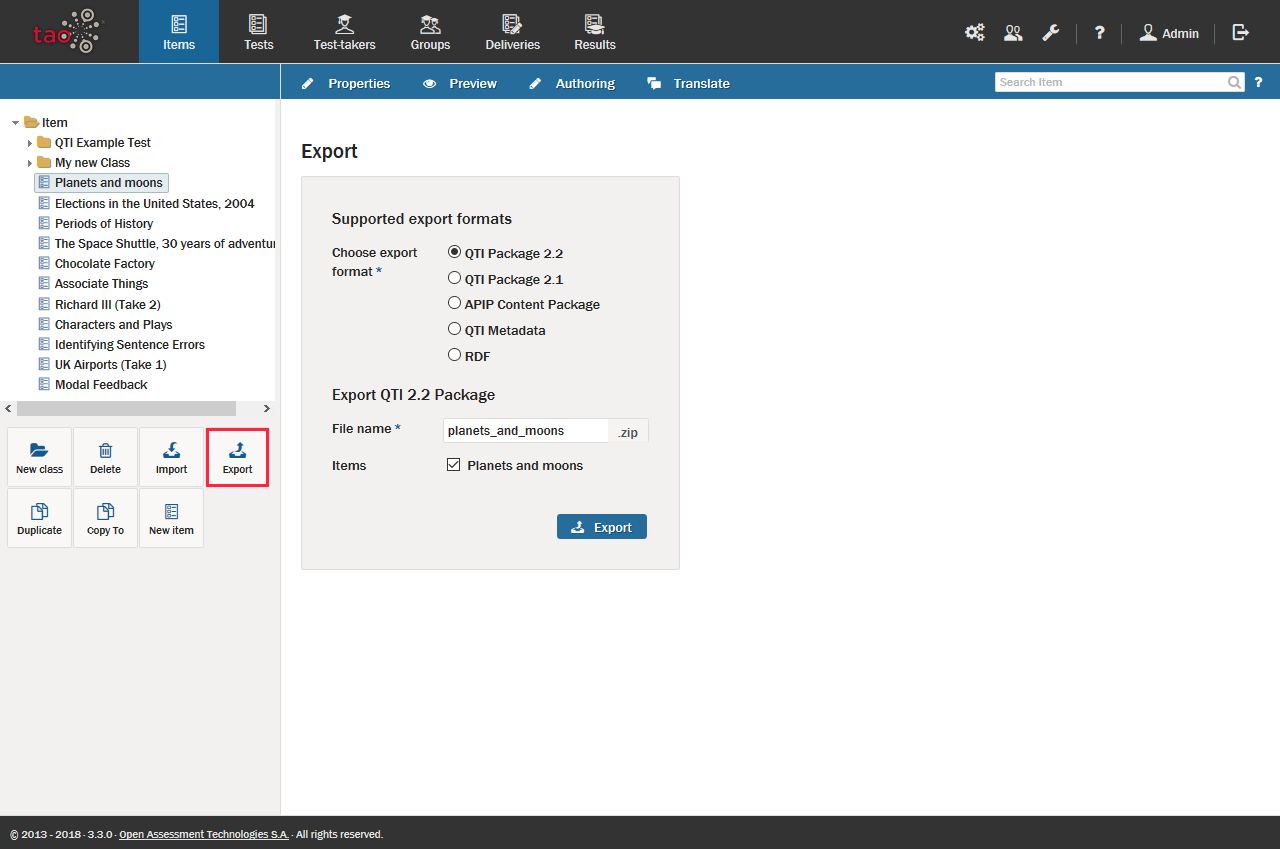 tao
Items
Tests
Test-takers
Groups
Deliveries
Results
?
Admin
Properties
Preview
Authoring
Translate
Search Item
?
Item
QTI Example Test
My new Class
Planets and moons
Elections in the United States, 2004
Periods of History
The Space Shuttle, 30 years of adventu
Chocolate Factory
Associate Things
Richard III (Take 2)
Characters and Plays
Identifying Sentence Errors
UK Airports (Take 1)
Modal Feedback
New class
Delete
Import
Export
Duplicate
Copy To
New item
Export
Supported export formats
Choose export
format *
QTI Package 2.2
QTI Package 2.1
APIP Content Package
QTI Metadata
RDF
Export QTI 2.2 Package
File name *
planets_and_moons
.zip
Items
Planets and moons
Export
© 2013 - 2018 · 3.3.0 · Open Assessment Technologies S.A. · All rights reserved.